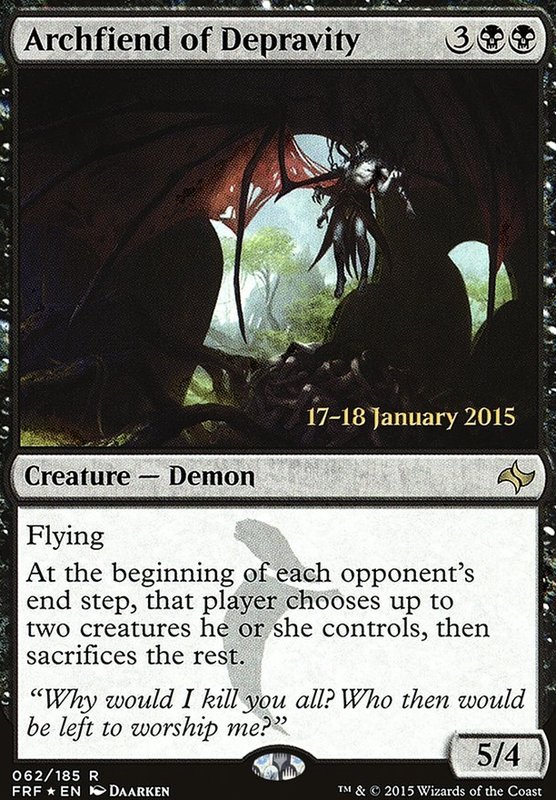 Archfiend of Depravity 3
17–18 January 2015
Creature — Demon
Flying
At the beginning of each opponent's
end step, that player chooses up to
two creatures he or she controls, then
sacrifices the rest.
“Why would I kill you all? Who then would
be left to worship me?”
5/4
062/185 R
FRF ★ EN DAARKEN
™ & © 2015 Wizards of the Coast